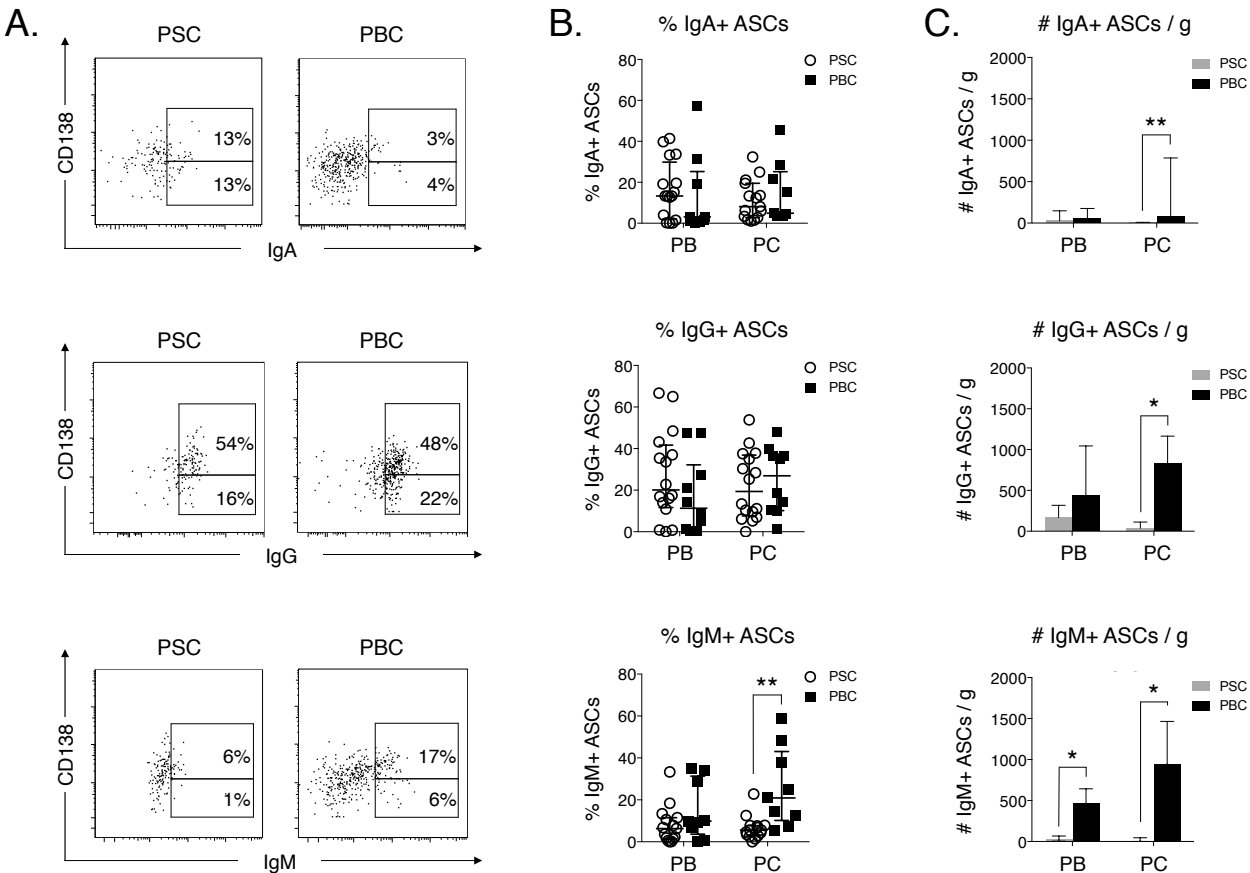 A.
PSC
PBC
CD138
13%
13%
3%
4%
IgA
PSC
PBC
CD138
54%
16%
48%
22%
IgG
PSC
PBC
CD138
6%
1%
17%
6%
IgM
B.
% IgA+ ASCs
% IgA+ ASCs
80
60
40
20
0
PB
PC
PSC
PBC
% IgG+ ASCs
% IgG+ ASCs
80
60
40
20
0
PB
PC
PSC
PBC
% IgM+ ASCs
% IgM+ ASCs
80
60
40
20
0
**
PB
PC
PSC
PBC
C.
# IgA+ ASCs / g
# IgA+ ASCs / g
2000
1500
1000
500
0
**
PB
PC
PSC
PBC
# IgG+ ASCs / g
# IgG+ ASCs / g
2000
1500
1000
500
0
*
PB
PC
PSC
PBC
# IgM+ ASCs / g
# IgM+ ASCs / g
2000
1500
1000
500
0
*
*
PB
PC
PSC
PBC